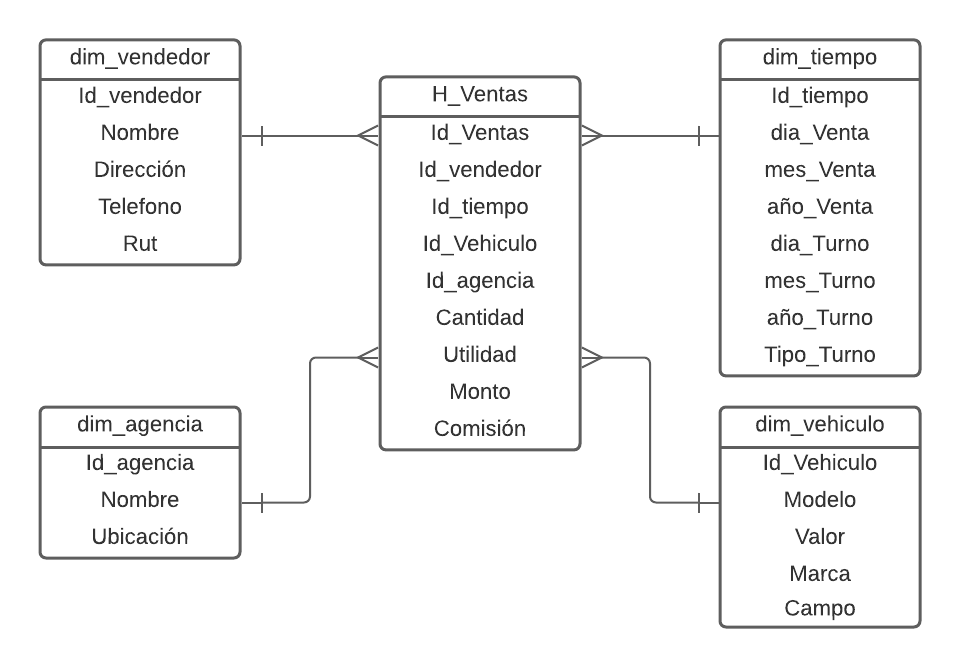 dim_vendedor
Id_vendedor
Nombre
Dirección
Telefono
Rut
H_Ventas
Id_Ventas
Id_vendedor
Id_tiempo
Id_Vehiculo
Id_agencia
Cantidad
Utilidad
Monto
Comisión
dim_tiempo
Id_tiempo
dia_Venta
mes_Venta
año_Venta
dia_Turno
mes_Turno
año_Turno
Tipo_Turno
dim_agencia
Id_agencia
Nombre
Ubicación
dim_vehiculo
Id_Vehiculo
Modelo
Valor
Marca
Campo